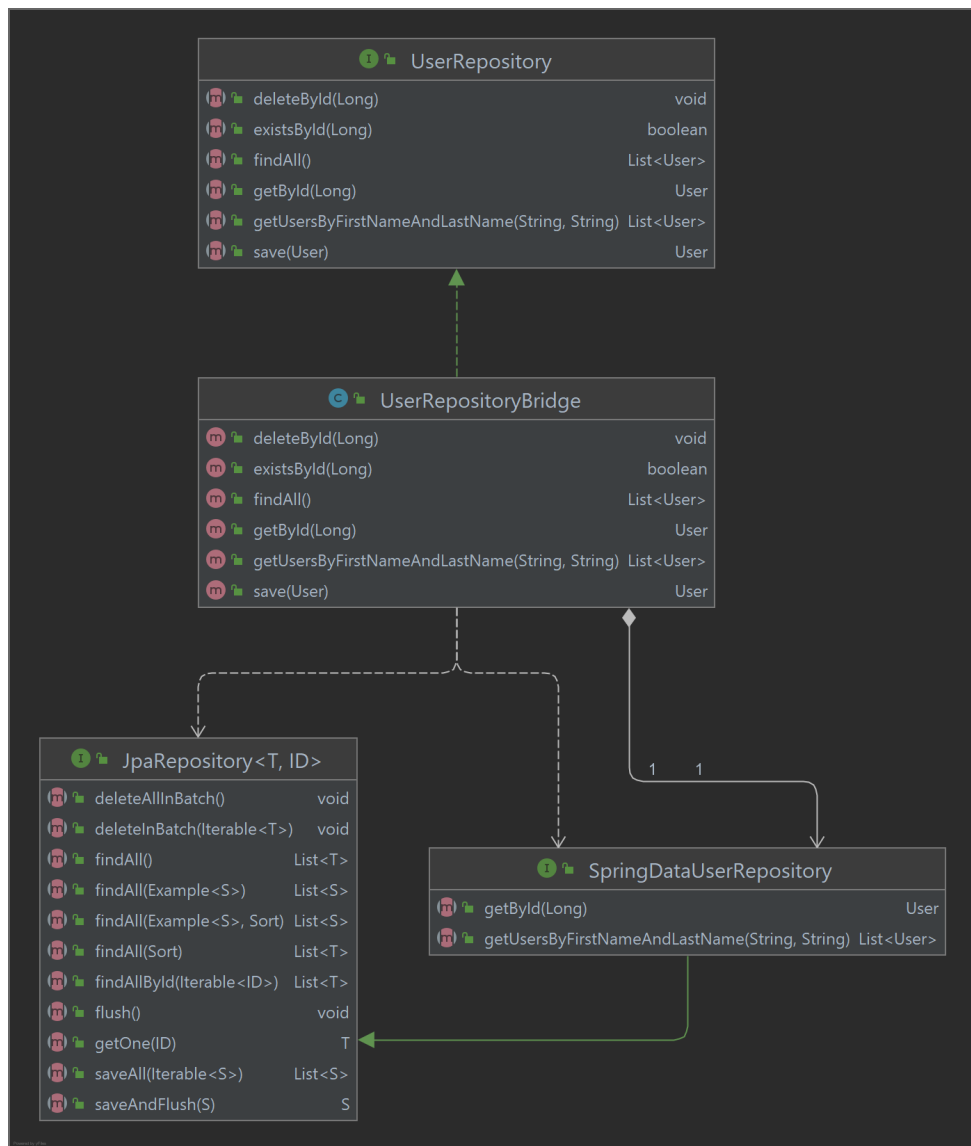 UserRepository
deleteById(Long) void
existsById(Long) boolean
findAll() List<User>
getById(Long) User
getUsersByFirstNameAndLastName(String, String) List<User>
save(User) User
UserRepositoryBridge
deleteById(Long) void
existsById(Long) boolean
findAll() List<User>
getById(Long) User
getUsersByFirstNameAndLastName(String, String) List<User>
save(User) User
1 1
JpaRepository<T, ID>
deleteAllInBatch() void
deleteInBatch(Iterable<T>) void
findAll() List<T>
findAll(Example<S>) List<S>
findAll(Example<S>, Sort) List<S>
findAll(Sort) List<T>
findAllById(Iterable<ID>) List<T>
flush() void
getOne(ID) T
saveAll(Iterable<S>) List<S>
saveAndFlush(S) S
SpringDataUserRepository
getById(Long) User
getUsersByFirstNameAndLastName(String, String) List<User>